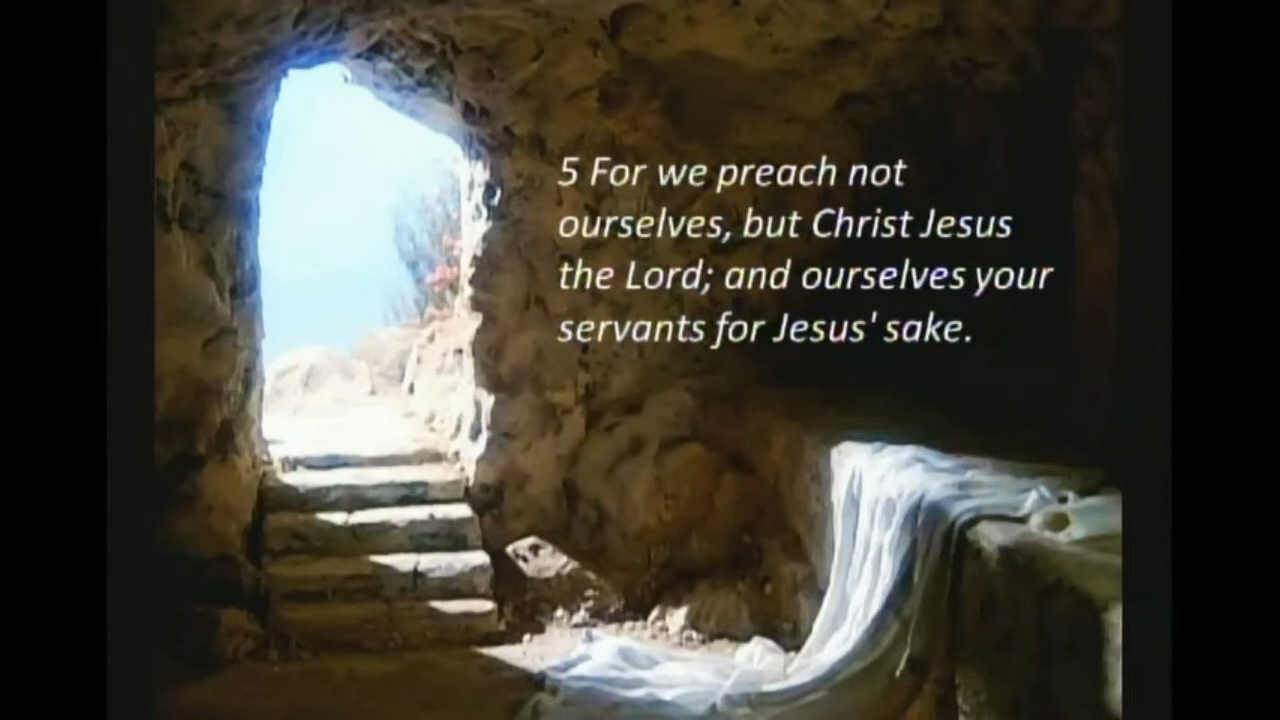 5 For we preach not
ourselves, but Christ Jesus
the Lord; and ourselves your
servants for Jesus' sake.